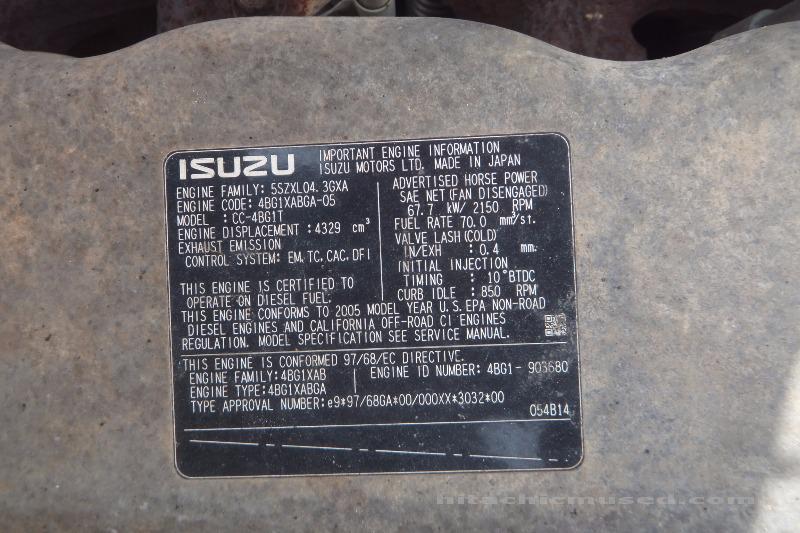 ISUZU
IMPORTANT ENGINE INFORMATION
ISUZU MOTORS LTD. MADE IN JAPAN
ENGINE FAMILY: 5SZXL04.3GXA
ENGINE CODE: 4BG1XABGA-05
MODEL : CC-4BG1T
ENGINE DISPLACEMENT: 4329 cm³
EXHAUST EMISSION
CONTROL SYSTEM: EM, TC, CAC, DFI
THIS ENGINE IS CERTIFIED TO
OPERATE ON DIESEL FUEL.
ADVERTISED HORSE POWER
SAE NET (FAN DISENGAGED)
67.7 kW/ 2150 RPM
FUEL RATE 70.0 mm³/st.
VALVE LASH (COLD)
IN/EXH : 0.4 mm.
INITIAL INJECTION
TIMING : 10°BTDC
CURB IDLE : 850 RPM
THIS ENGINE CONFORMS TO 2005 MODEL YEAR U.S. EPA NON-ROAD
DIESEL ENGINES AND CALIFORNIA OFF-ROAD CI ENGINES
REGULATION. MODEL SPECIFICATION SEE SERVICE MANUAL.
THIS ENGINE IS CONFORMED 97/68/EC DIRECTIVE.
ENGINE FAMILY: 4BG1XAB
ENGINE TYPE: 4BG1XABGA
ENGINE ID NUMBER: 4BG1-
TYPE APPROVAL NUMBER: e9*97/68GA*00/000XX*3032*00
054B14
hitachicmused.com